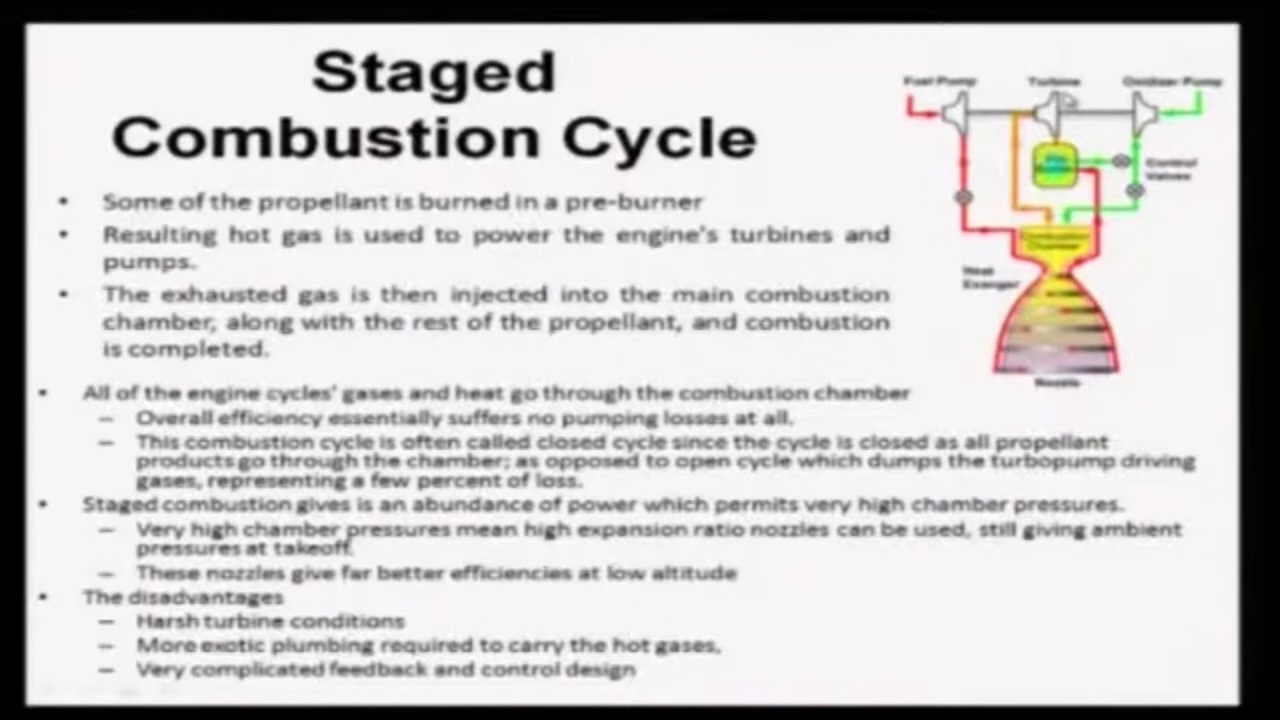 Staged
Combustion Cycle
• Some of the propellant is burned in a pre-burner
• Resulting hot gas is used to power the engine's turbines and
pumps.
• The exhausted gas is then injected into the main combustion
chamber, along with the rest of the propellant, and combustion
is completed.
• All of the engine cycles' gases and heat go through the combustion chamber
– Overall efficiency essentially suffers no pumping losses at all.
– This combustion cycle is often called closed cycle since the cycle is closed as all propellant
products go through the chamber; as opposed to open cycle which dumps the turbopump driving
gases, representing a few percent of loss.
• Staged combustion gives is an abundance of power which permits very high chamber pressures.
– Very high chamber pressures mean high expansion ratio nozzles can be used, still giving ambient
pressures at takeoff.
– These nozzles give far better efficiencies at low altitude
• The disadvantages
– Harsh turbine conditions
– More exotic plumbing required to carry the hot gases,
– Very complicated feedback and control design
Fuel Pump Turbine Oxidizer Pump
Control
Valves
Combustion
Chamber
Heat
Nozzle